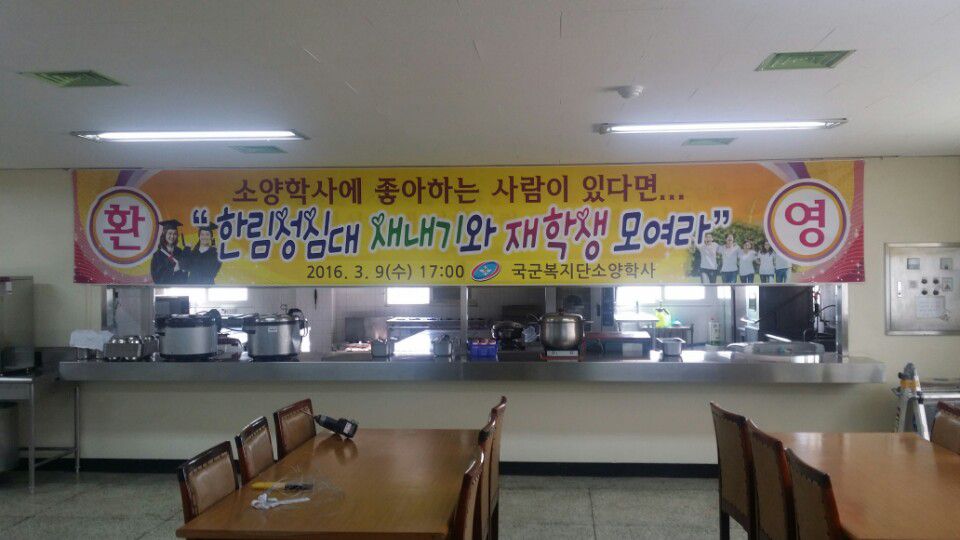 환
소양학사에 좋아하는 사람이 있다면...
“한림성심대 새내기와 재학생 모여라”
2016. 3. 9(수) 17:00 국군복지단소양학사
영